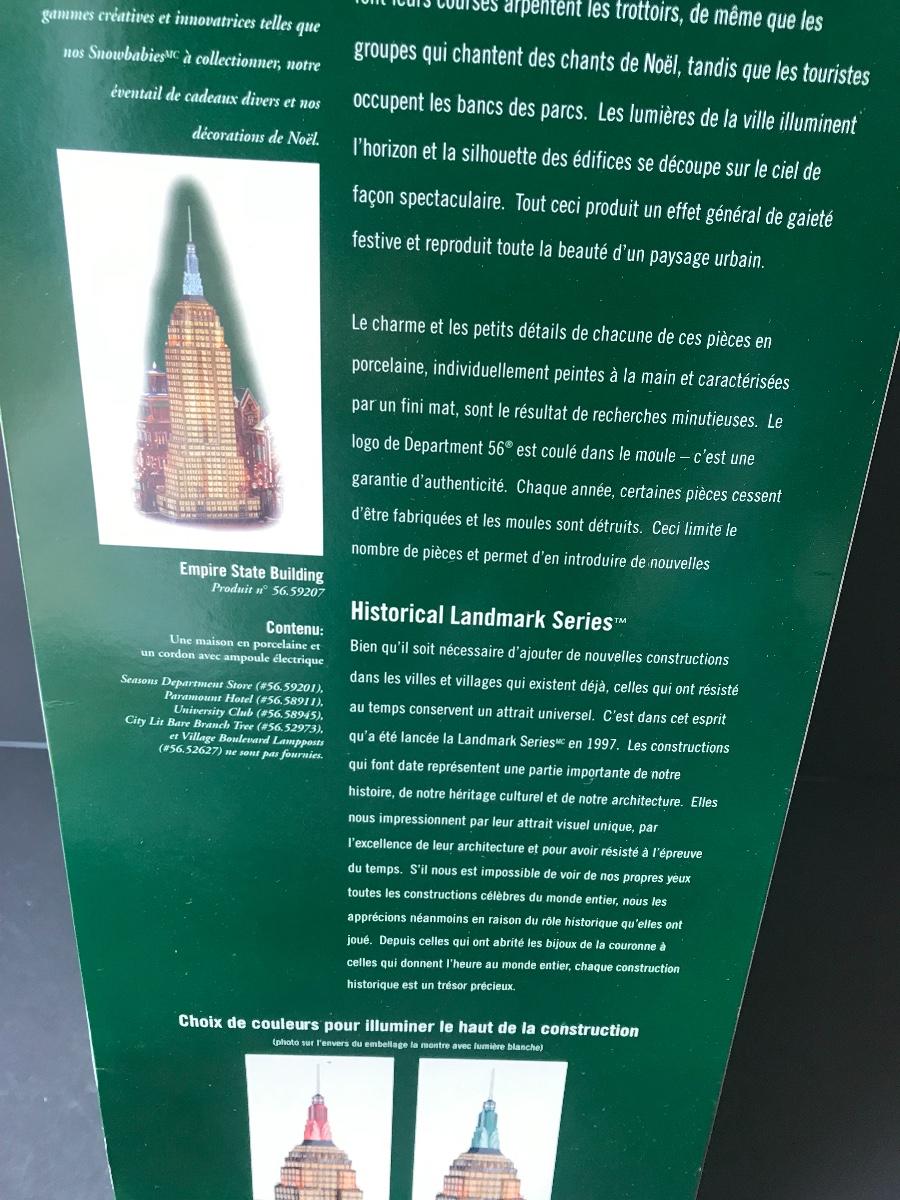 gammes créatives et innovatrices telles que
nos Snowbabiesᴹᶜ à collectionner, notre
éventail de cadeaux divers et nos
décorations de Noël.
Empire State Building
Produit n° 56.59207
Contenu:
Une maison en porcelaine et
un cordon avec ampoule électrique
Seasons Department Store (#56.59201),
Paramount Hotel (#56.58911),
University Club (#56.58945),
City Lit Bare Branch Tree (#56.52973),
et Village Boulevard Lampposts
(#56.52627) ne sont pas fournies.
font leurs courses arpentent les trottoirs, de même que les
groupes qui chantent des chants de Noël, tandis que les touristes
occupent les bancs des parcs. Les lumières de la ville illuminent
l'horizon et la silhouette des édifices se découpe sur le ciel de
façon spectaculaire. Tout ceci produit un effet général de gaieté
festive et reproduit toute la beauté d'un paysage urbain.
Le charme et les petits détails de chacune de ces pièces en
porcelaine, individuellement peintes à la main et caractérisées
par un fini mat, sont le résultat de recherches minutieuses. Le
logo de Department 56® est coulé dans le moule – c'est une
garantie d'authenticité. Chaque année, certaines pièces cessent
d'être fabriquées et les moules sont détruits. Ceci limite le
nombre de pièces et permet d'en introduire de nouvelles
Historical Landmark Series™
Bien qu'il soit nécessaire d'ajouter de nouvelles constructions
dans les villes et villages qui existent déjà, celles qui ont résisté
au temps conservent un attrait universel. C'est dans cet esprit
qu'a été lancée la Landmark Seriesᴹᶜ en 1997. Les constructions
qui font date représentent une partie importante de notre
histoire, de notre héritage culturel et de notre architecture. Elles
nous impressionnent par leur attrait visuel unique, par
l'excellence de leur architecture et pour avoir résisté à l'épreuve
du temps. S'il nous est impossible de voir de nos propres yeux
toutes les constructions célèbres du monde entier, nous les
apprécions néanmoins en raison du rôle historique qu'elles ont
joué. Depuis celles qui ont abrité les bijoux de la couronne à
celles qui donnent l'heure au monde entier, chaque construction
historique est un trésor précieux.
Choix de couleurs pour illuminer le haut de la construction
(photo sur l'envers du embellage la montre avec lumière blanche)